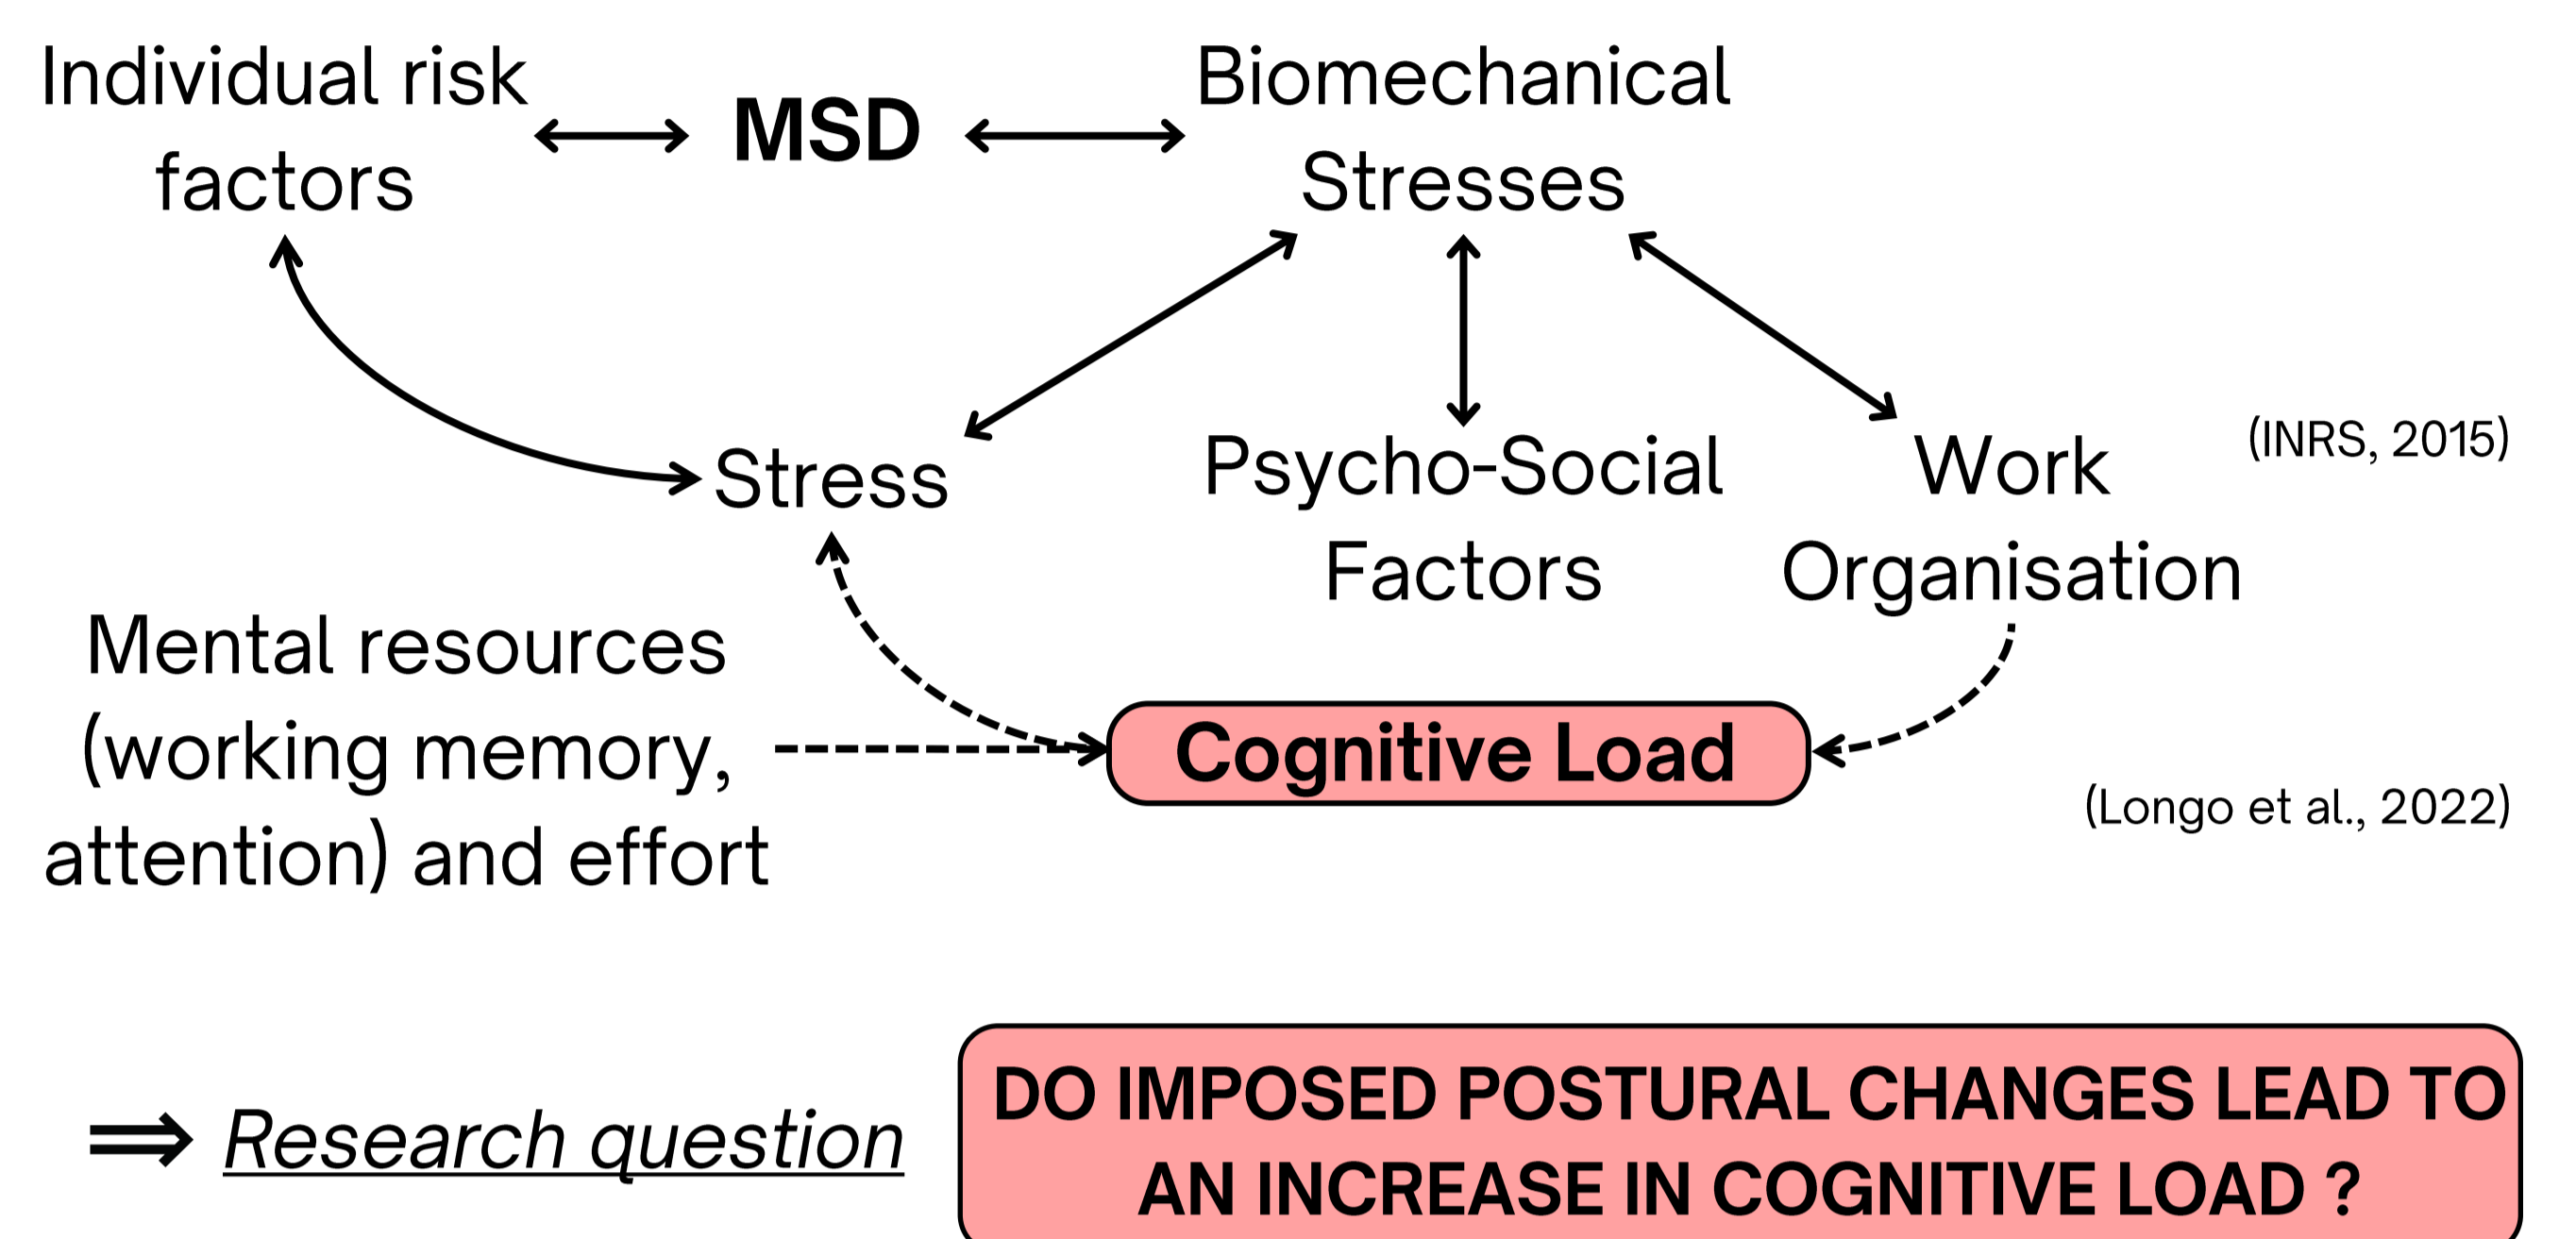 Individual risk
factors
MSD
Biomechanical
Stresses
Stress
Psycho-Social
Factors
Work
Organisation
(INRS, 2015)
Mental resources
(working memory,
attention) and effort
Cognitive Load
(Longo et al., 2022)
⇒ Research question
DO IMPOSED POSTURAL CHANGES LEAD TO
AN INCREASE IN COGNITIVE LOAD ?